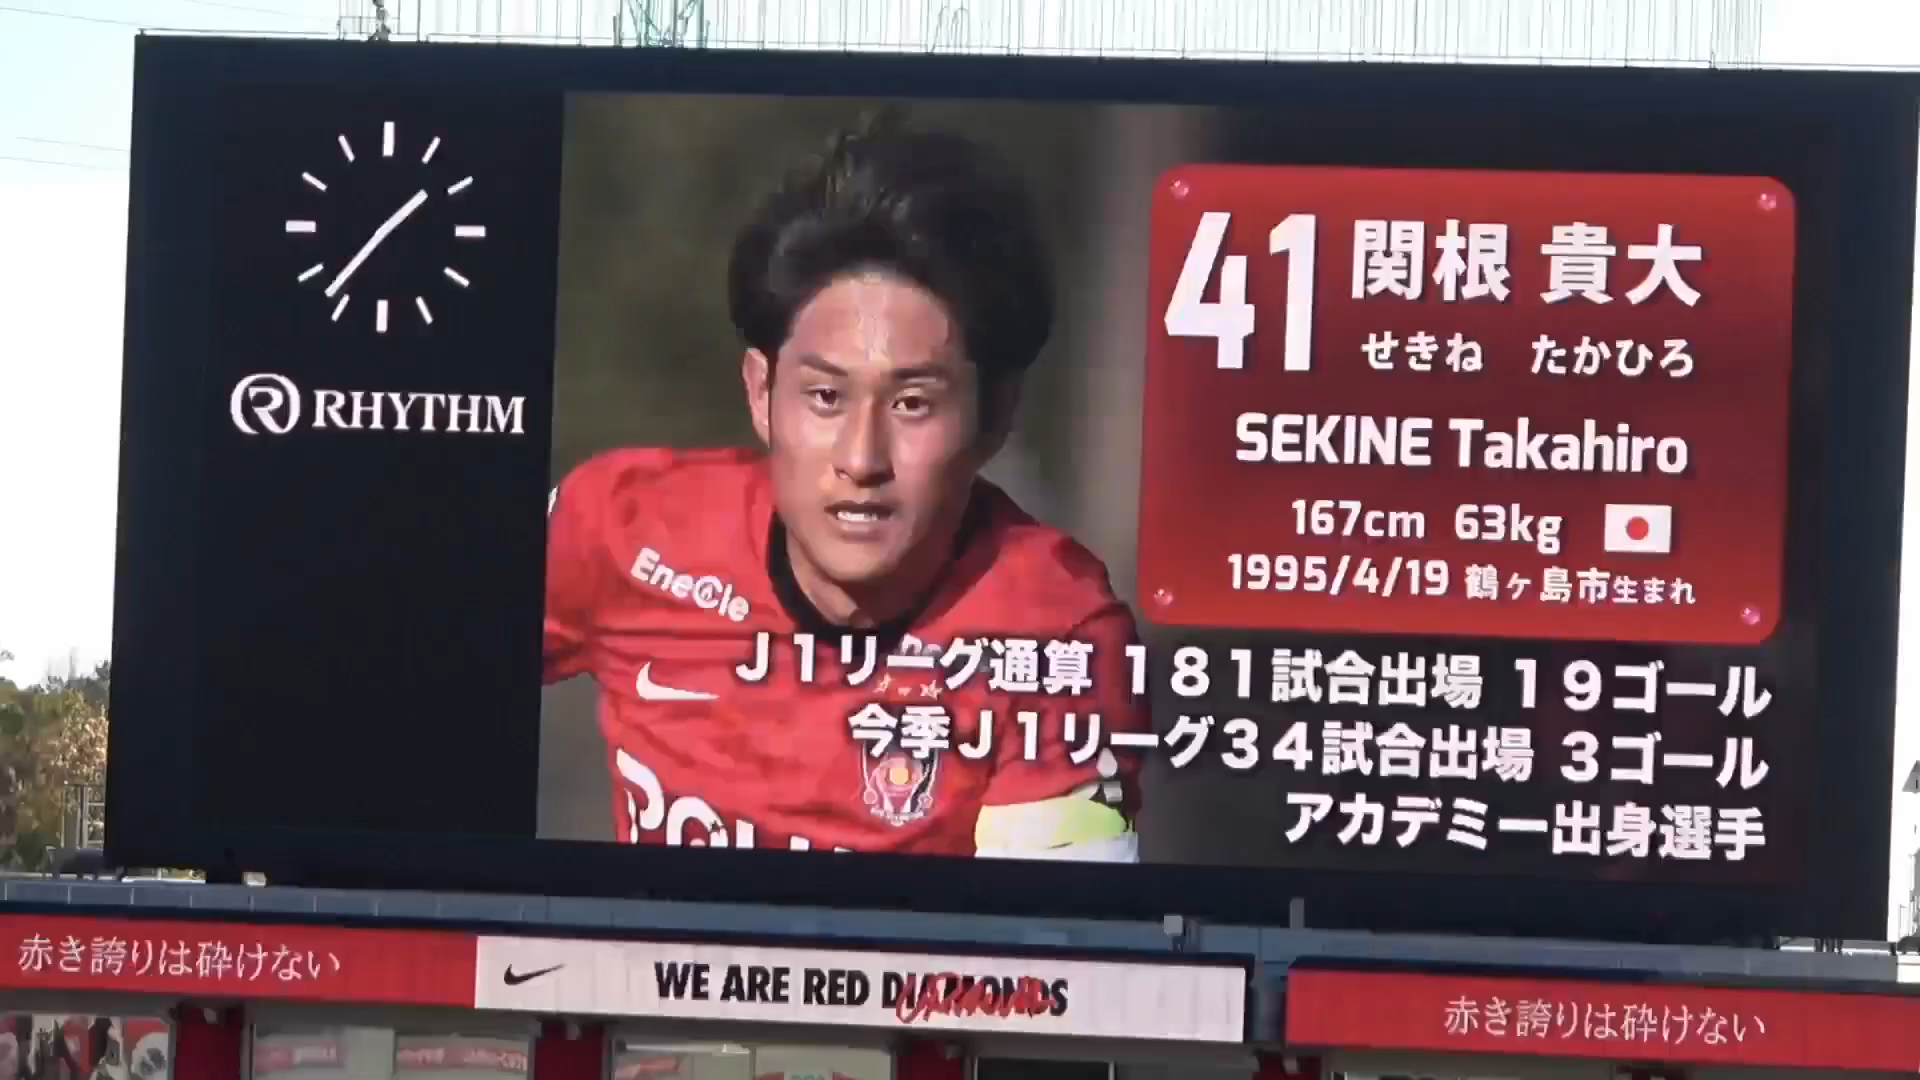 RHYTHM
41 関根 貴大
せきね たかひろ
SEKINE Takahiro
167cm 63kg
1995/4/19 鶴ヶ島市生まれ
EneCle
J1リーグ通算 181試合出場 19ゴール
今季J1リーグ34試合出場 3ゴール
アカデミー出身選手
赤き誇りは砕けない
WE ARE RED DIAMONDS
赤き誇りは砕けない